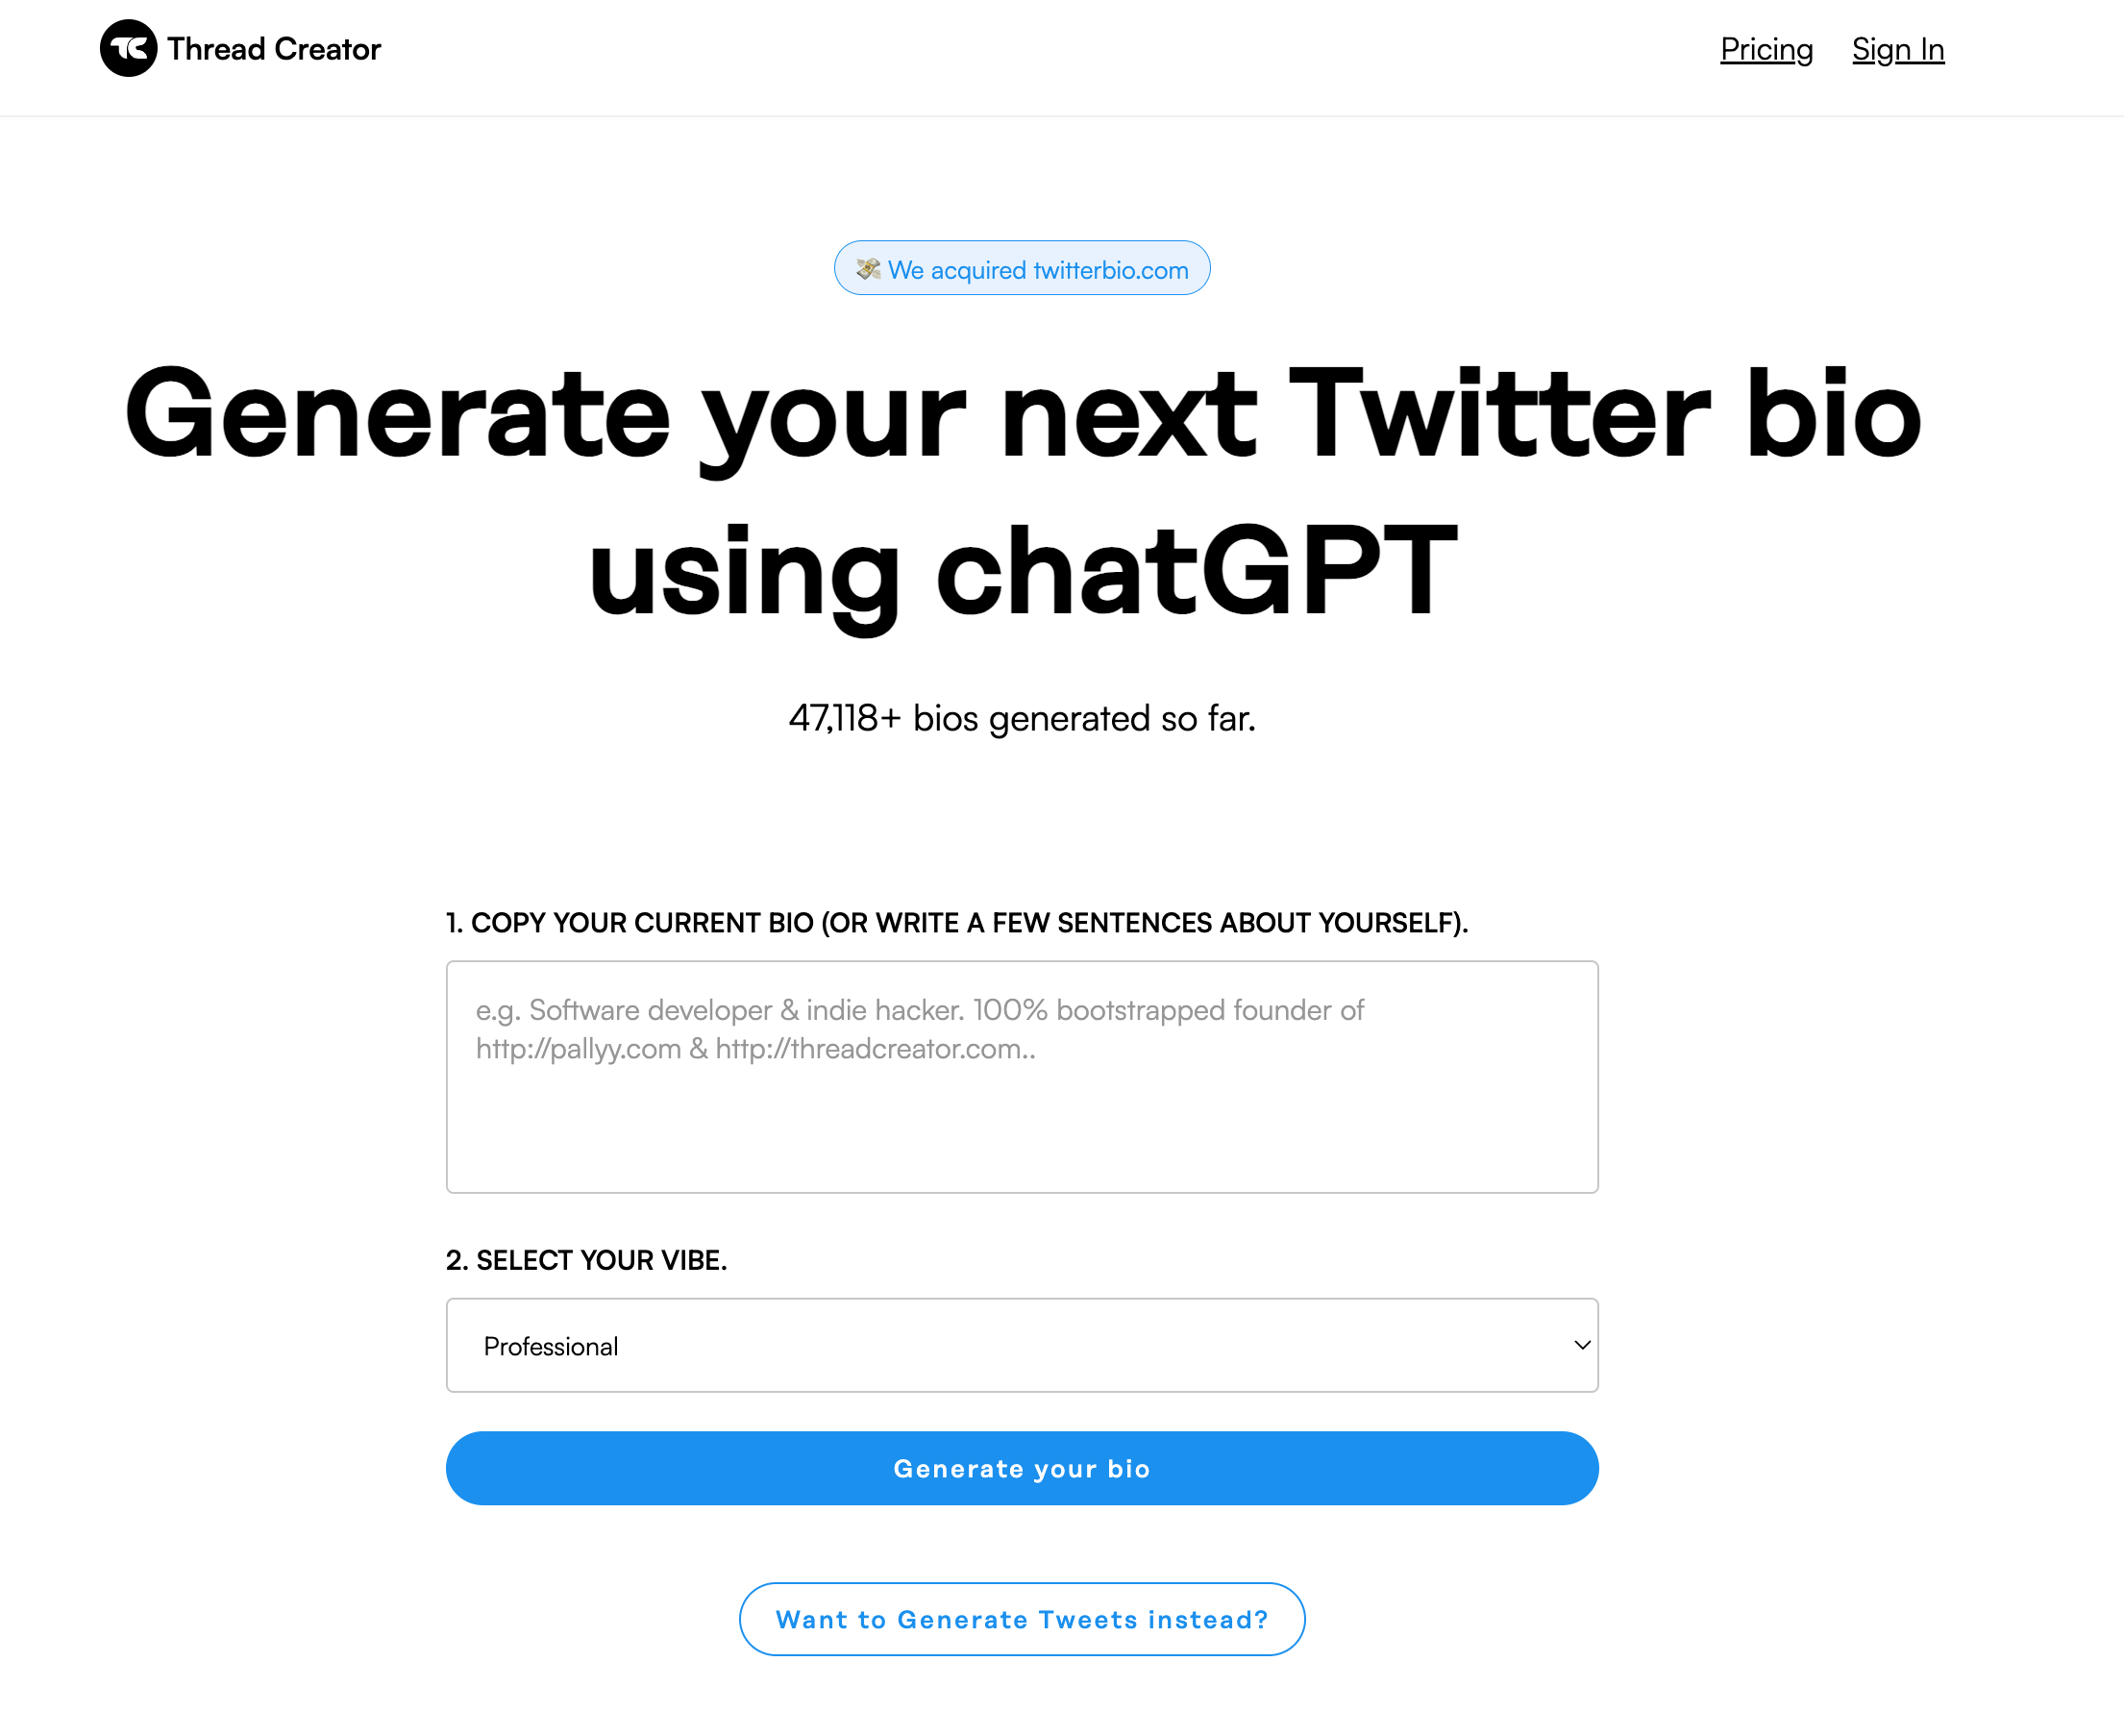 Thread Creator
Pricing
Sign In
💸 We acquired twitterbio.com
Generate your next Twitter bio
using chatGPT
47,118+ bios generated so far.
1. COPY YOUR CURRENT BIO (OR WRITE A FEW SENTENCES ABOUT YOURSELF).
e.g. Software developer & indie hacker. 100% bootstrapped founder of
http://pallyy.com & http://threadcreator.com..
2. SELECT YOUR VIBE.
Professional
Generate your bio
Want to Generate Tweets instead?